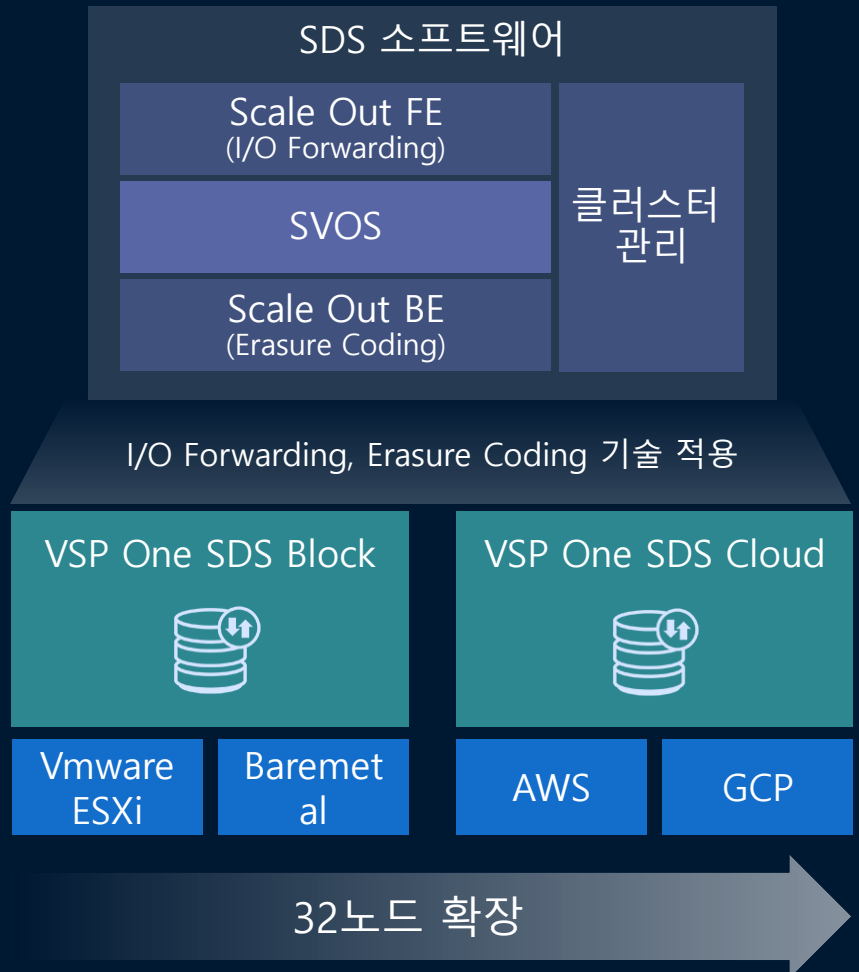 SDS 소프트웨어
Scale Out FE
(I/O Forwarding)
SVOS
Scale Out BE
(Erasure Coding)
클러스터
관리
I/O Forwarding, Erasure Coding 기술 적용
VSP One SDS Block
VSP One SDS Cloud
Vmware
ESXi
Baremet
al
AWS
GCP
32노드 확장